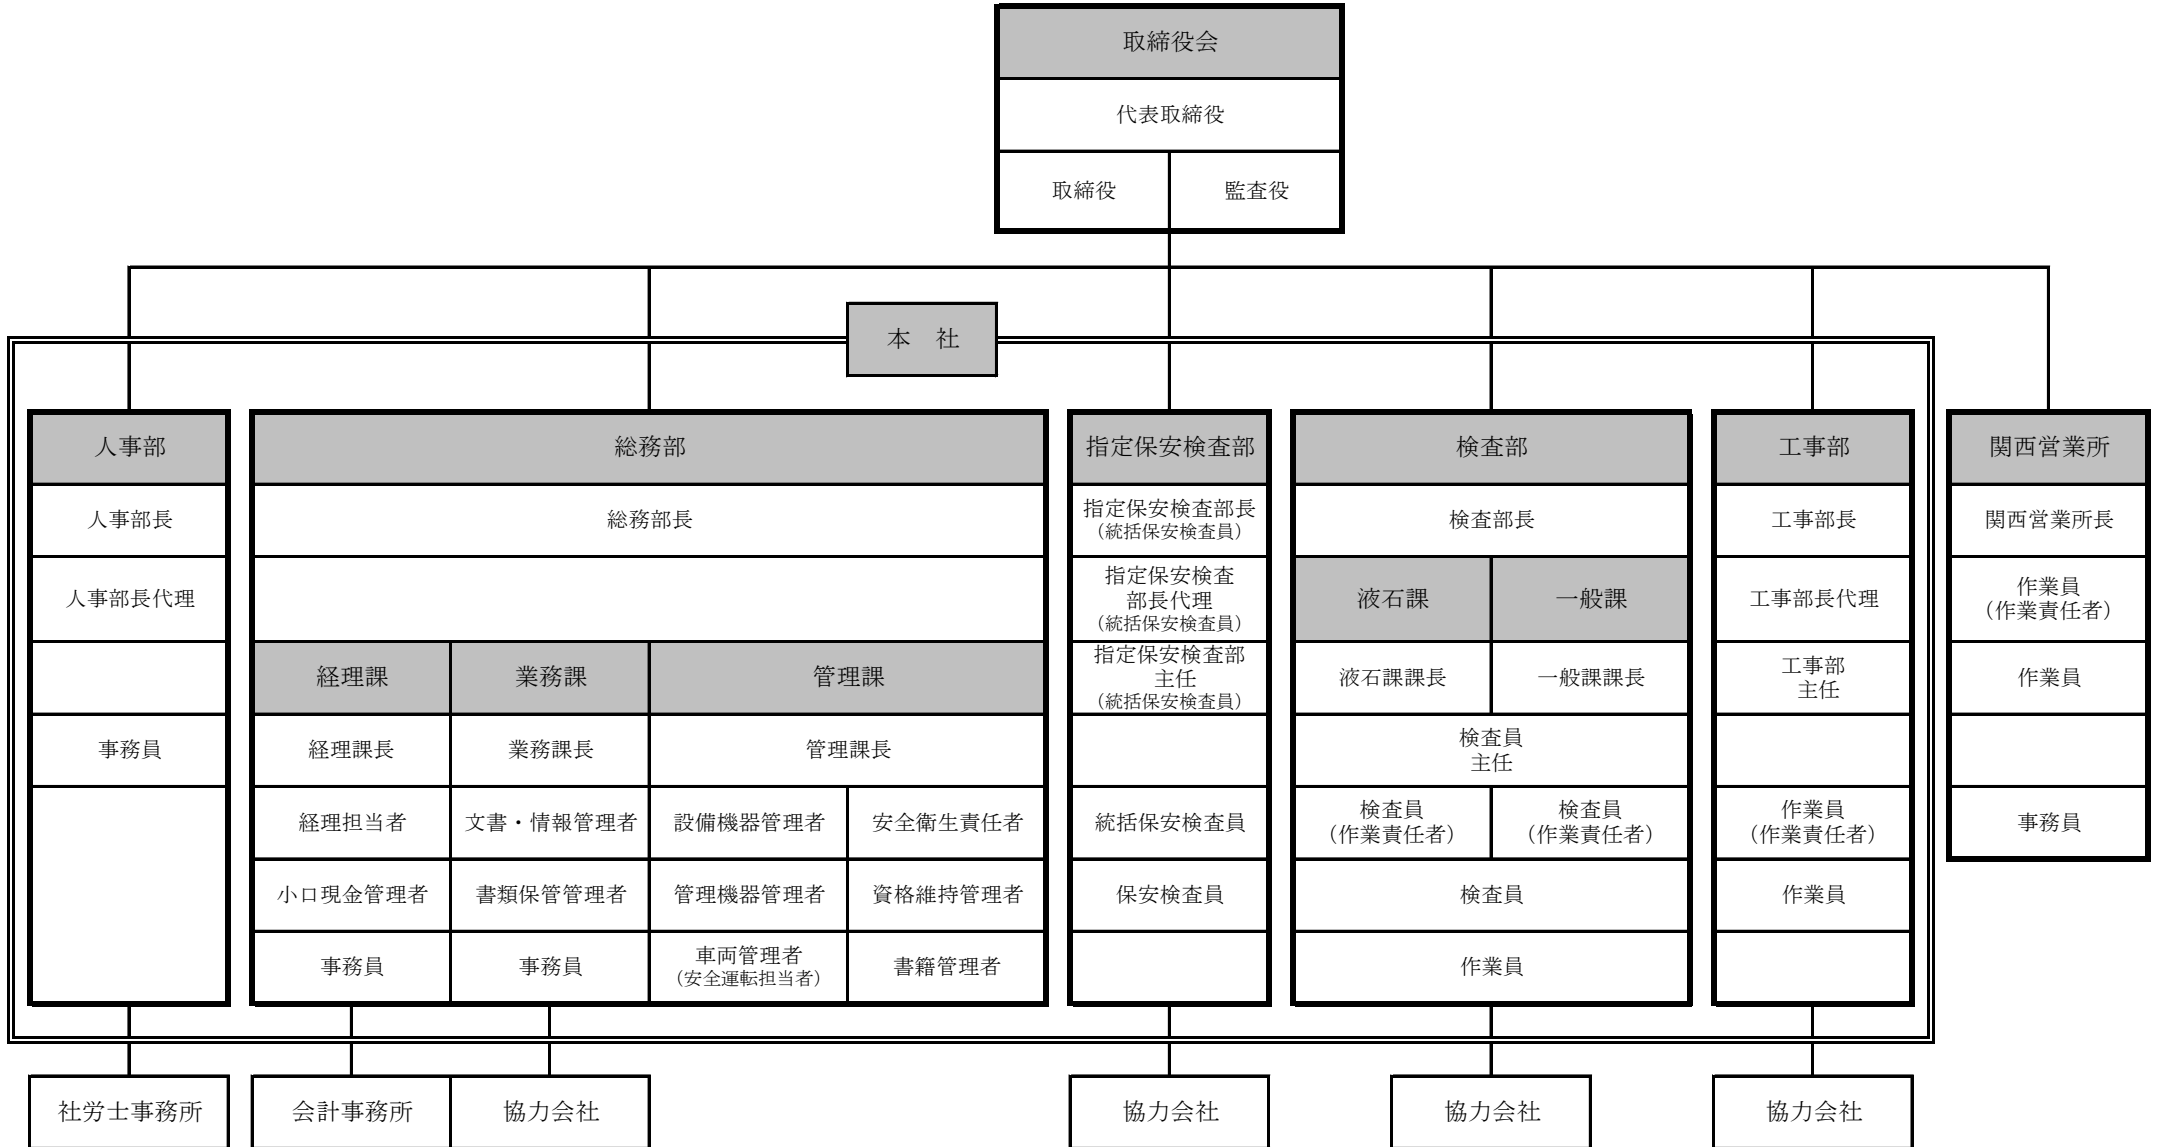 取締役会
代表取締役
取締役
監査役
本　社
人事部
人事部長
人事部長代理
事務員
総務部
総務部長
経理課
業務課
管理課
経理課長
業務課長
管理課長
経理担当者
文書・情報管理者
設備機器管理者
安全衛生責任者
小口現金管理者
書類保管管理者
管理機器管理者
資格維持管理者
事務員
事務員
車両管理者
（安全運転担当者）
書籍管理者
指定保安検査部
指定保安検査部長
（統括保安検査員）
指定保安検査
部長代理
（統括保安検査員）
指定保安検査部
主任
（統括保安検査員）
統括保安検査員
保安検査員
検査部
検査部長
液石課
一般課
液石課課長
一般課課長
検査員
主任
検査員
（作業責任者）
検査員
（作業責任者）
検査員
作業員
工事部
工事部長
工事部長代理
工事部
主任
作業員
（作業責任者）
作業員
関西営業所
関西営業所長
作業員
（作業責任者）
作業員
事務員
社労士事務所
会計事務所
協力会社
協力会社
協力会社
協力会社